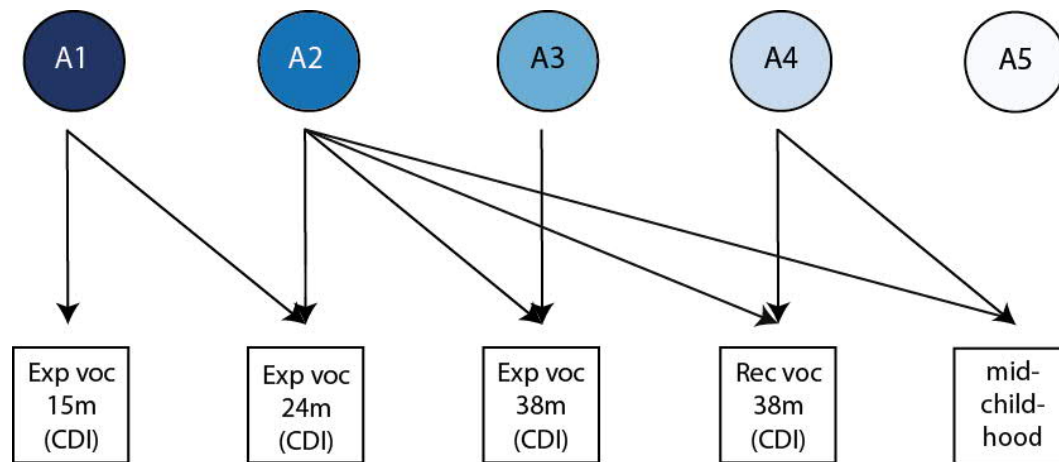 A1
A2
A3
A4
A5
Exp voc
15m
(CDI)
Exp voc
24m
(CDI)
Exp voc
38m
(CDI)
Rec voc
38m
(CDI)
mid-
child-
hood